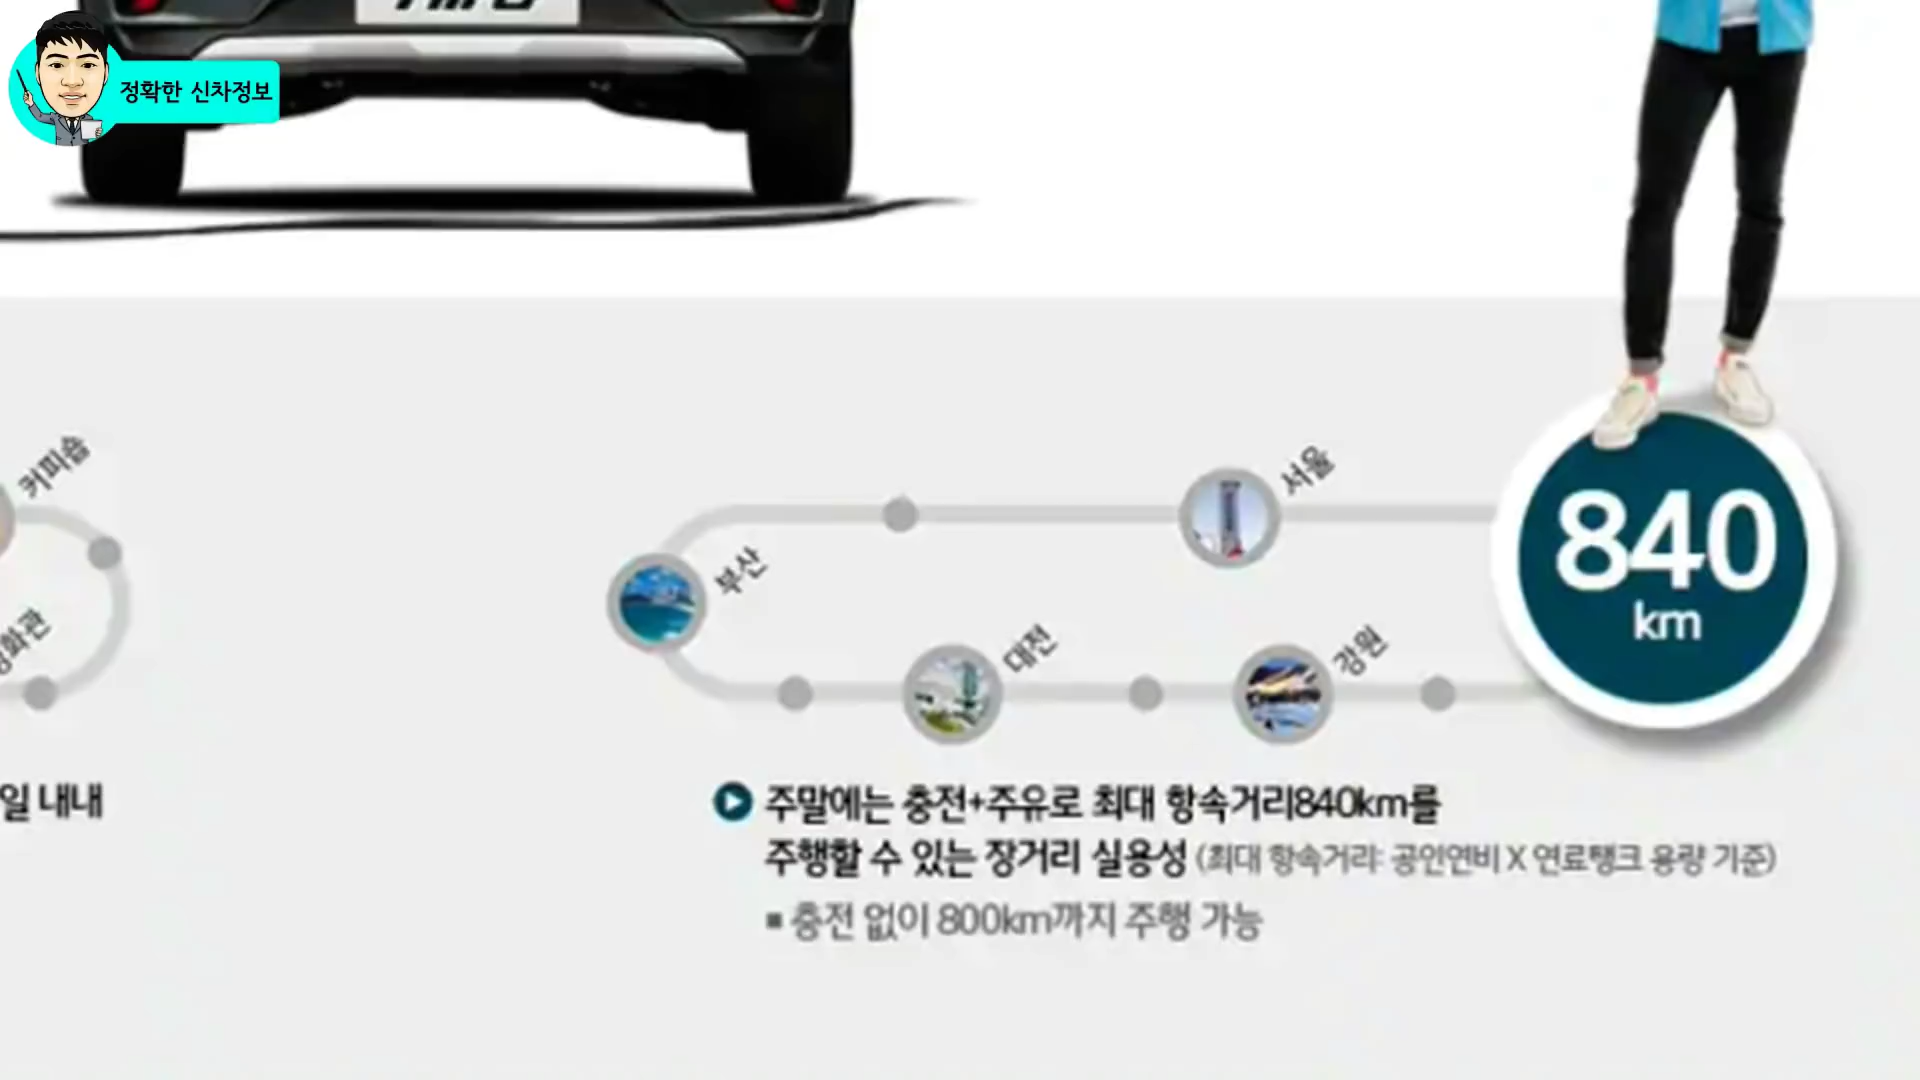 정확한 신차정보
커피숍
서울
840
km
부산
대전
강원
일 내내
주말에는 충전+주유로 최대 항속거리840km를
주행할 수 있는 장거리 실용성 (최대 항속거리: 공인연비 X 연료탱크 용량 기준)
▪ 충전 없이 800km까지 주행 가능